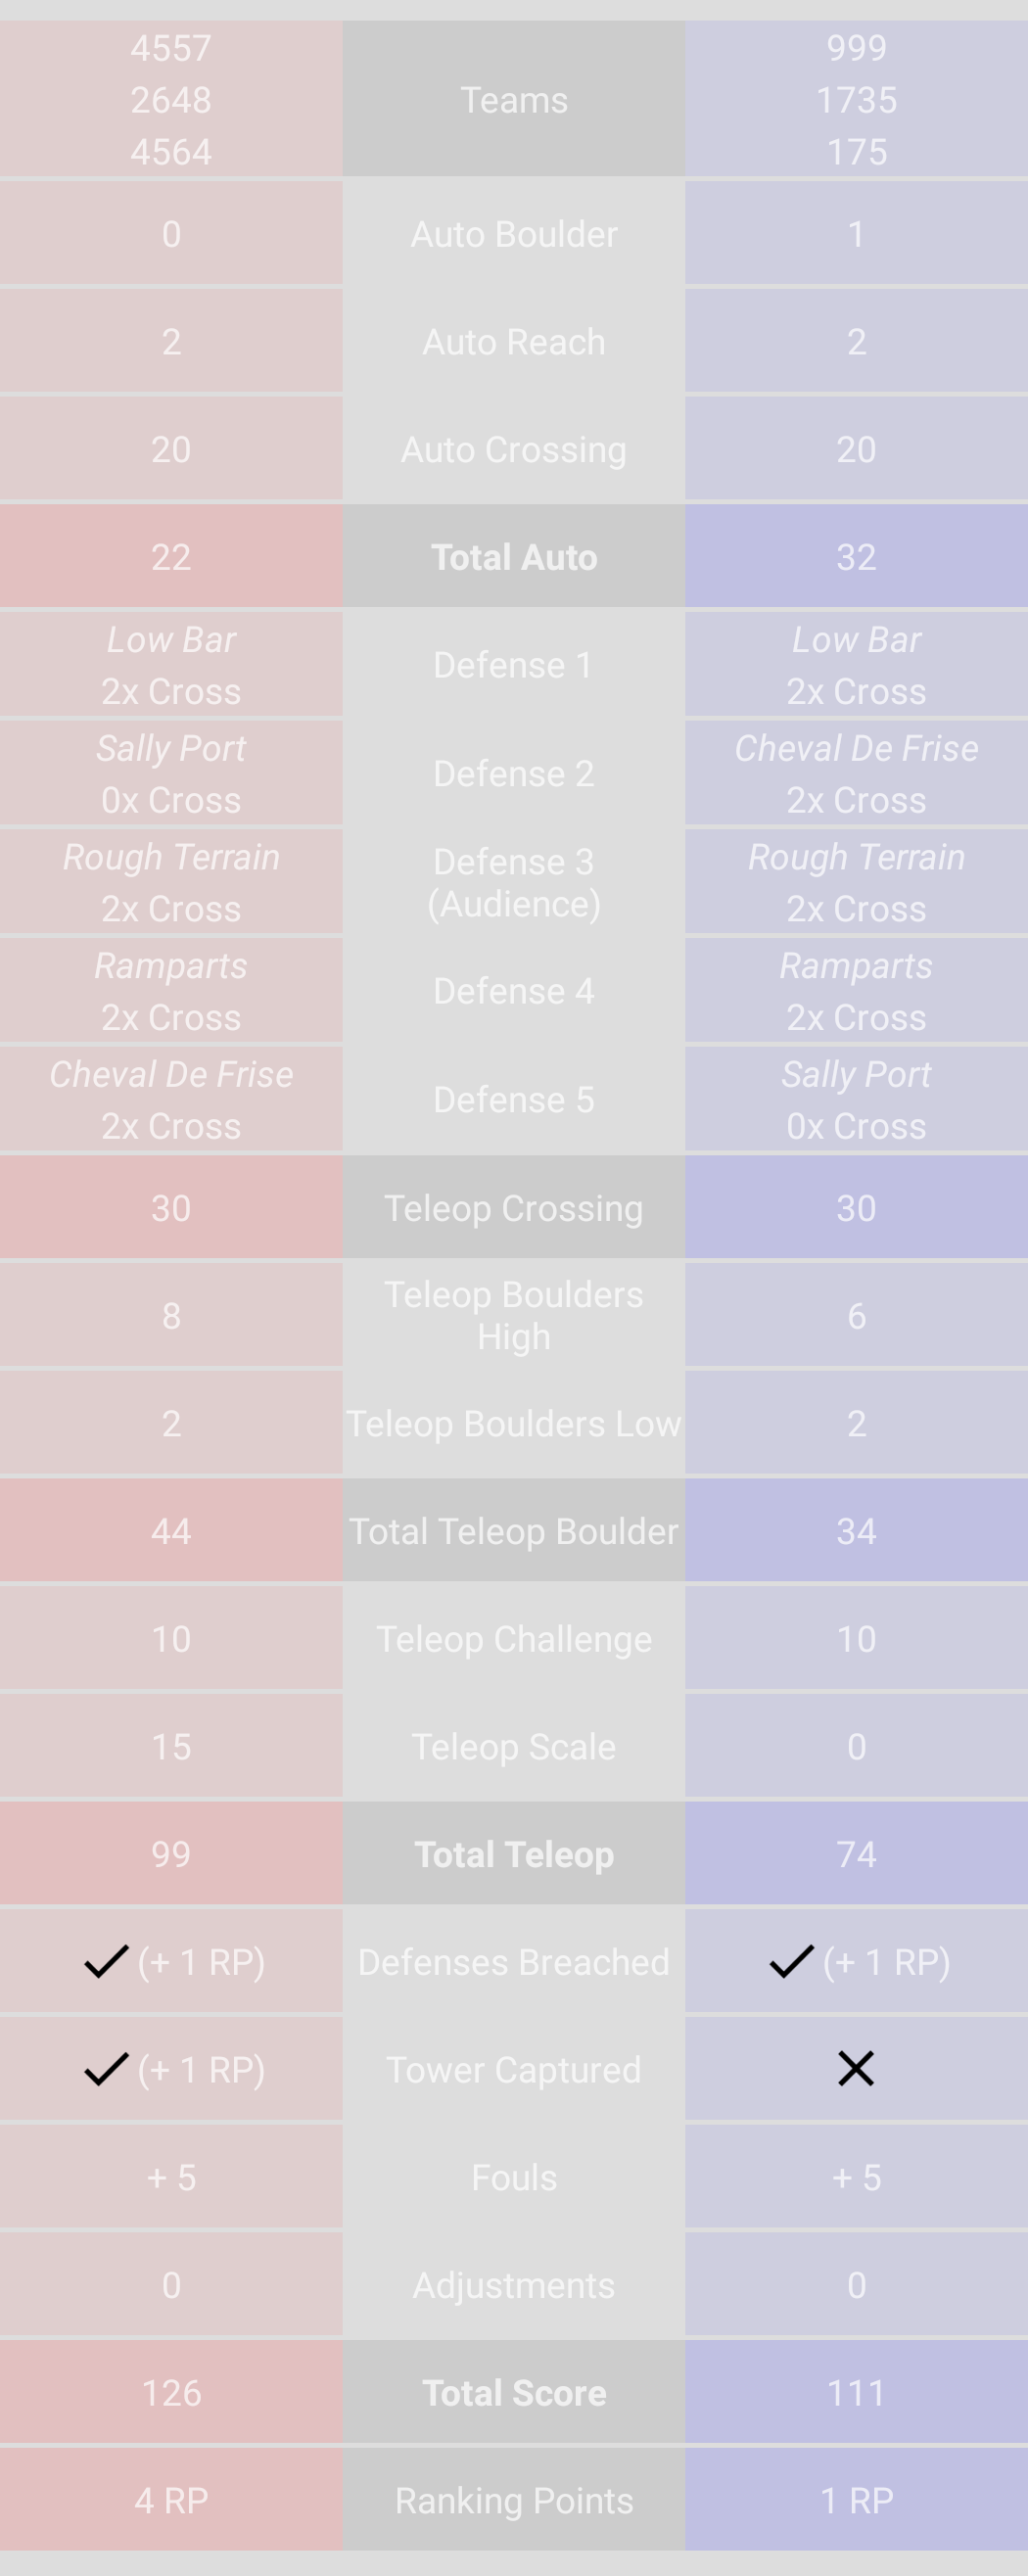 4557
2648
4564
Teams
999
1735
175
0
Auto Boulder
1
2
Auto Reach
2
20
Auto Crossing
20
22
Total Auto
32
Low Bar
2x Cross
Defense 1
Low Bar
2x Cross
Sally Port
0x Cross
Defense 2
Cheval De Frise
2x Cross
Rough Terrain
2x Cross
Defense 3
(Audience)
Rough Terrain
2x Cross
Ramparts
2x Cross
Defense 4
Ramparts
2x Cross
Cheval De Frise
2x Cross
Defense 5
Sally Port
0x Cross
30
Teleop Crossing
30
8
Teleop Boulders
High
6
2
Teleop Boulders Low
2
44
Total Teleop Boulder
34
10
Teleop Challenge
10
15
Teleop Scale
0
99
Total Teleop
74
(+ 1 RP)
Defenses Breached
(+ 1 RP)
(+ 1 RP)
Tower Captured
+ 5
Fouls
+ 5
0
Adjustments
0
126
Total Score
111
4 RP
Ranking Points
1 RP